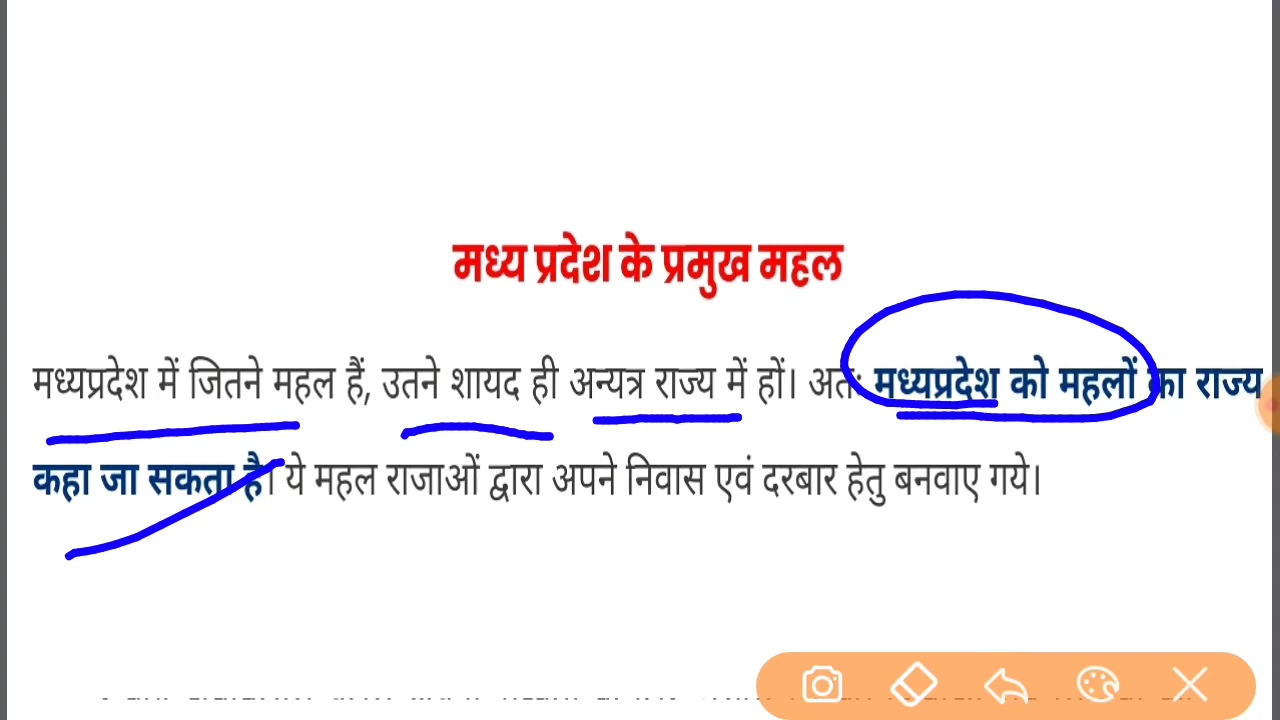 मध्य प्रदेश के प्रमुख महल
मध्यप्रदेश में जितने महल हैं, उतने शायद ही अन्यत्र राज्य में हों। अतः मध्यप्रदेश को महलों का राज्य
कहा जा सकता है। ये महल राजाओं द्वारा अपने निवास एवं दरबार हेतु बनवाए गये।